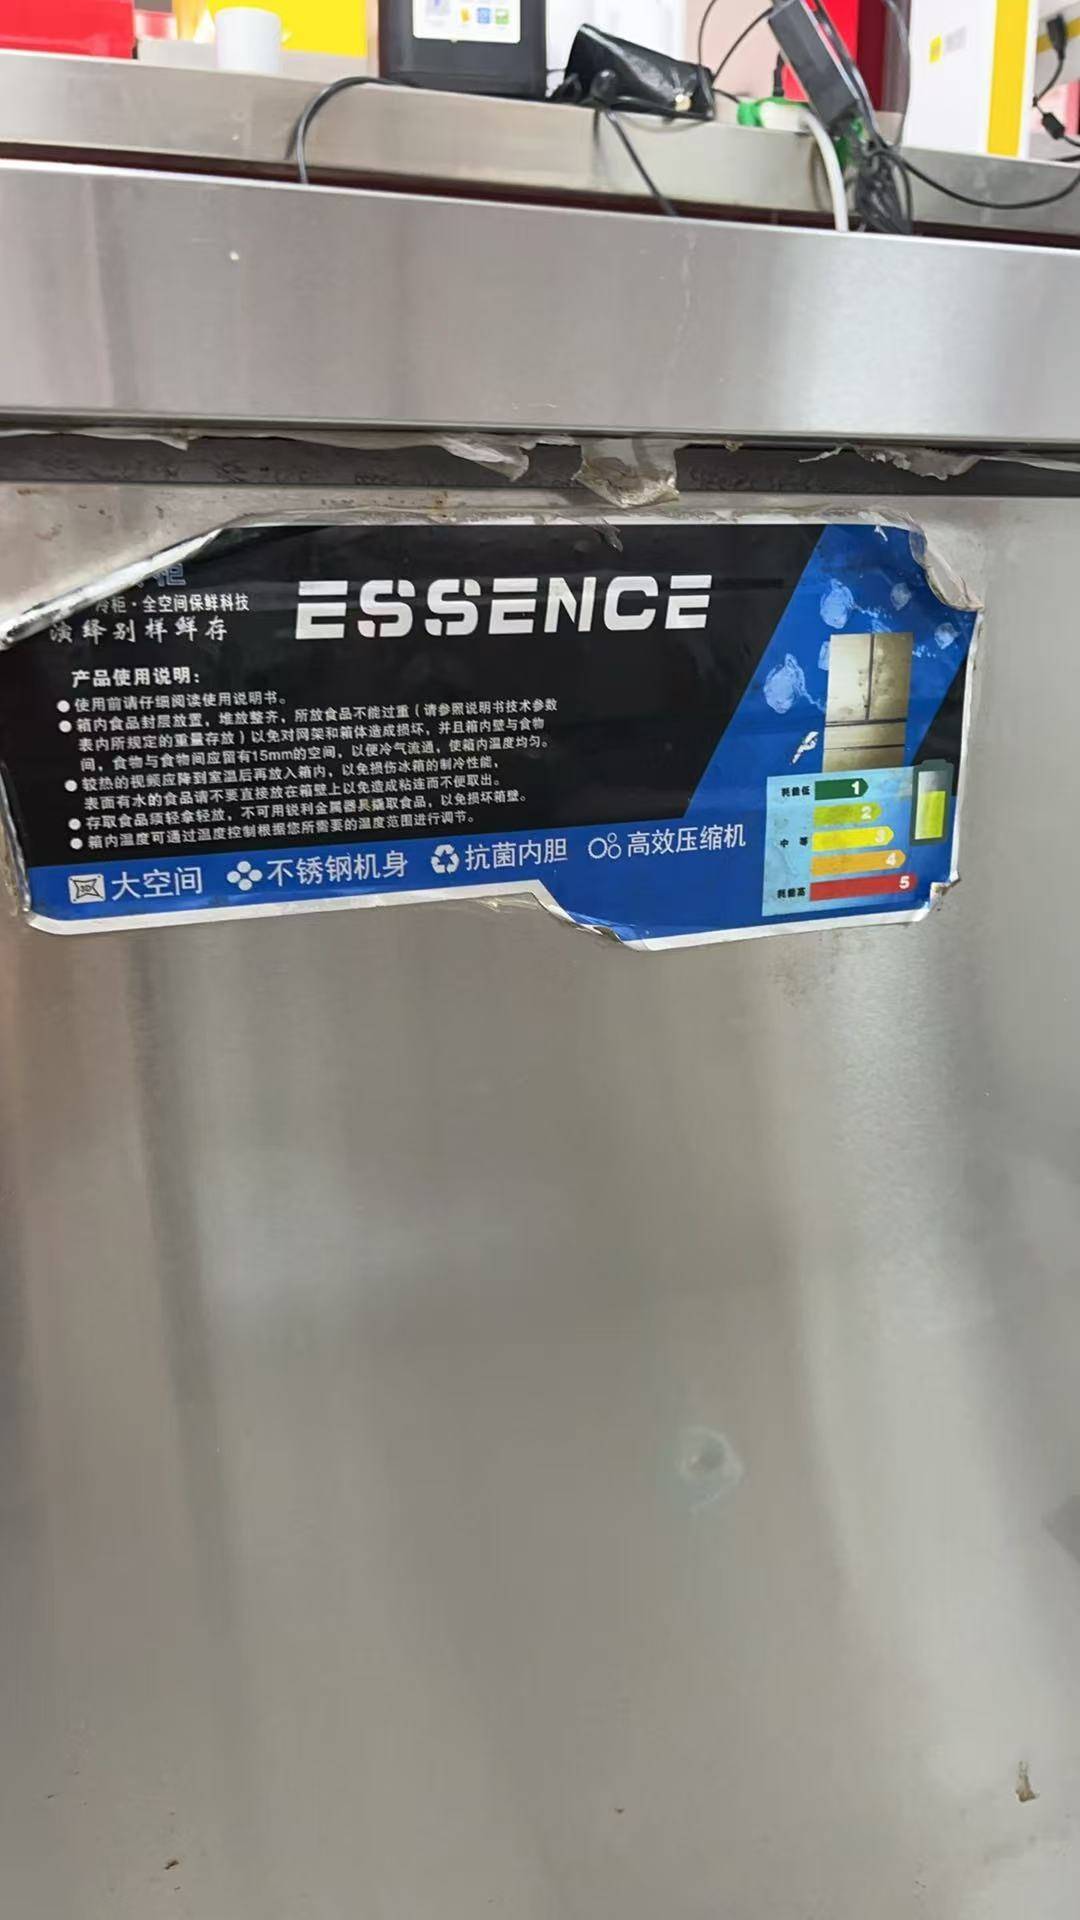 冷柜·全空间保鲜科技
演绎别样鲜存
ESSENCE
产品使用说明：
●使用前请仔细阅读使用说明书。
●箱内食品封层放置，堆放整齐，所放食品不能过重（请参照说明书技术参数
表内所规定的重量存放）以免对网架和箱体造成损坏，并且箱内壁与食物
间，食物与食物间应留有15mm的空间，以便冷气流通，使箱内温度均匀。
●较热的视频应降到室温后再放入箱内，以免损伤冰箱的制冷性能，
表面有水的食品请不要直接放在箱壁上以免造成粘连而不便取出。
●存取食品须轻拿轻放，不可用锐利金属器具撬取食品，以免损坏箱壁。
●箱内温度可通过温度控制根据您所需要的温度范围进行调节。
大空间 不锈钢机身 抗菌内胆 高效压缩机
耗能低 1
2
中 等 3
4
耗能高 5